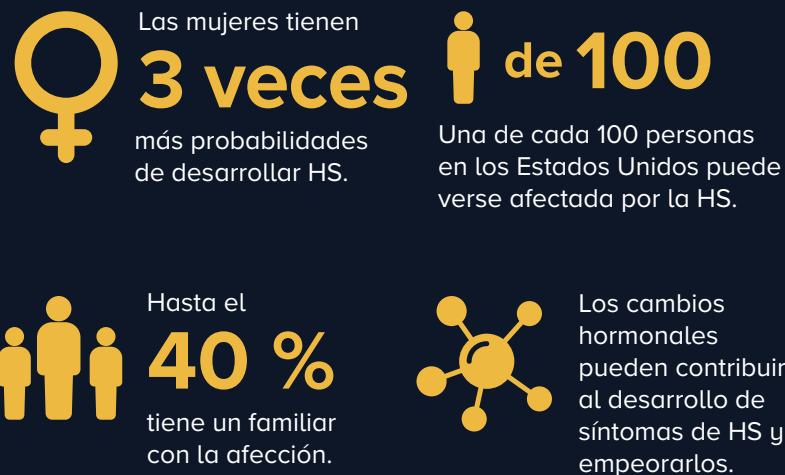 Las mujeres tienen
3 veces
más probabilidades
de desarrollar HS.
de 100
Una de cada 100 personas
en los Estados Unidos puede
verse afectada por la HS.
Hasta el
40 %
tiene un familiar
con la afección.
Los cambios
hormonales
pueden contribuir
al desarrollo de
síntomas de HS y
empeorarlos.